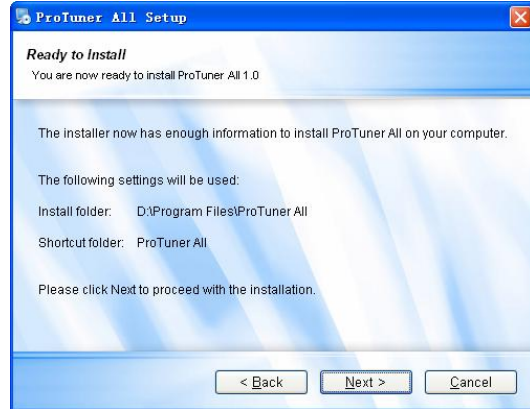 ProTuner All Setup
Ready to Install
You are now ready to install ProTuner All 1.0
The installer now has enough information to install ProTuner All on your computer.
The following settings will be used:
Install folder: D:\Program Files\ProTuner All
Shortcut folder: ProTuner All
Please click Next to proceed with the installation.
< Back Next > Cancel